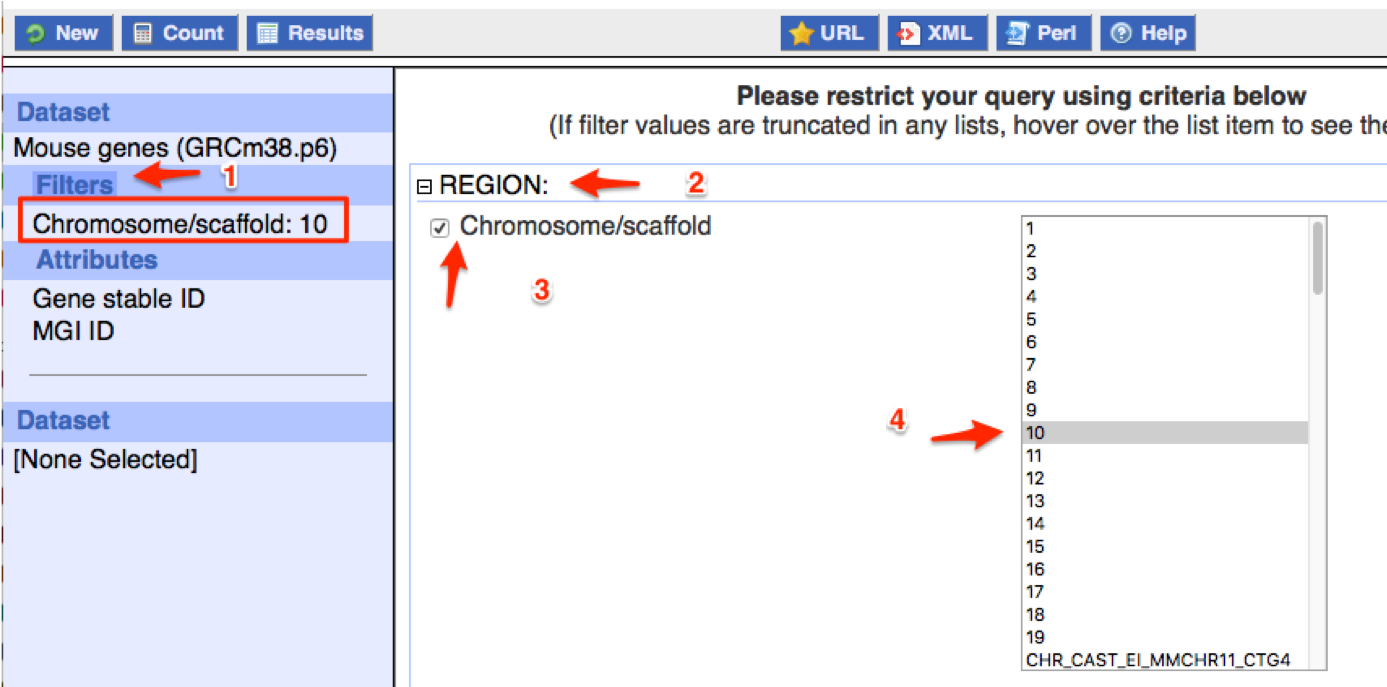 New Count Results URL XML Perl Help
Please restrict your query using criteria below
(If filter values are truncated in any lists, hover over the list item to see the
Dataset
Mouse genes (GRCm38.p6)
Filters 1
Chromosome/scaffold: 10
Attributes
Gene stable ID
MGI ID
Dataset
[None Selected]
REGION: 2
Chromosome/scaffold
3
4
1
2
3
4
5
6
7
8
9
10
11
12
13
14
15
16
17
18
19
CHR_CAST_EI_MMCHR11_CTG4